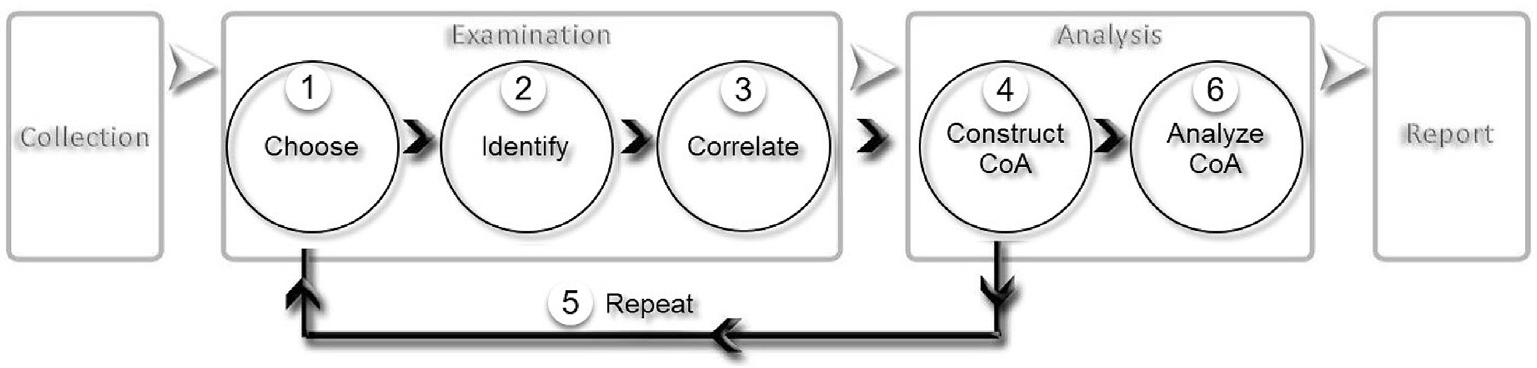 Collection
Examination
1
Choose
2
Identify
3
Correlate
Analysis
4
Construct
CoA
6
Analyze
CoA
Report
5 Repeat